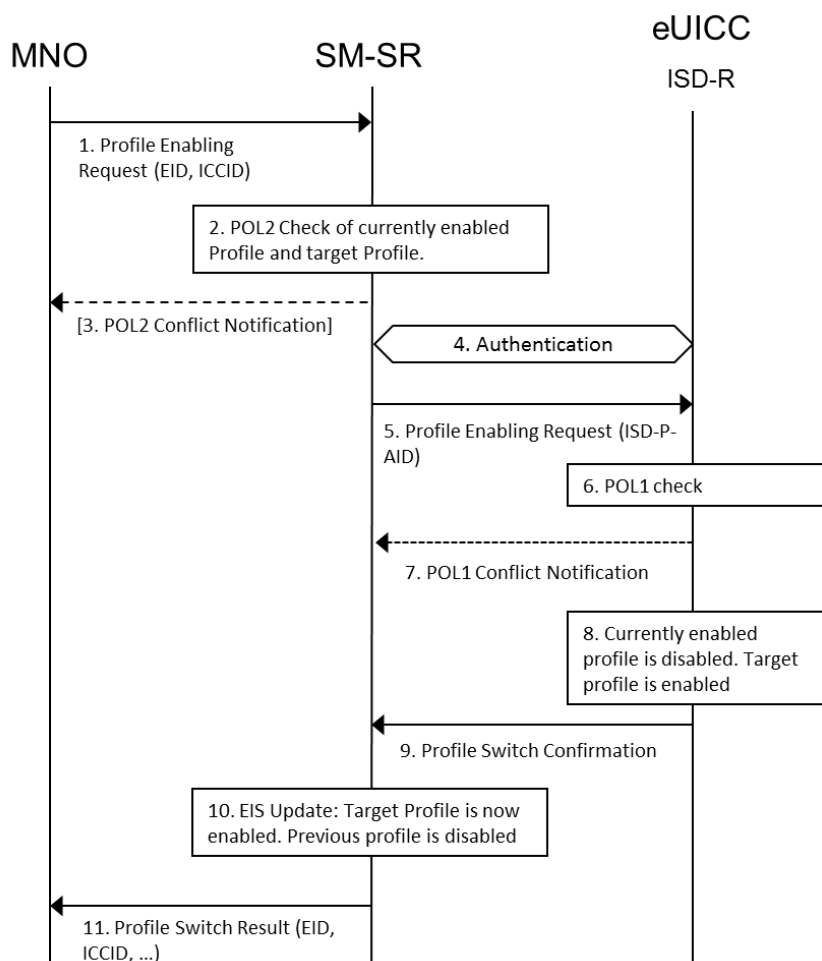 MNO
SM-SR
eUICC
ISD-R
1. Profile Enabling
Request (EID, ICCID)
2. POL2 Check of currently enabled
Profile and target Profile.
[3. POL2 Conflict Notification]
4. Authentication
5. Profile Enabling Request (ISD-P-
AID)
6. POL1 check
7. POL1 Conflict Notification
8. Currently enabled
profile is disabled. Target
profile is enabled
9. Profile Switch Confirmation
10. EIS Update: Target Profile is now
enabled. Previous profile is disabled
11. Profile Switch Result (EID,
ICCID, ...)